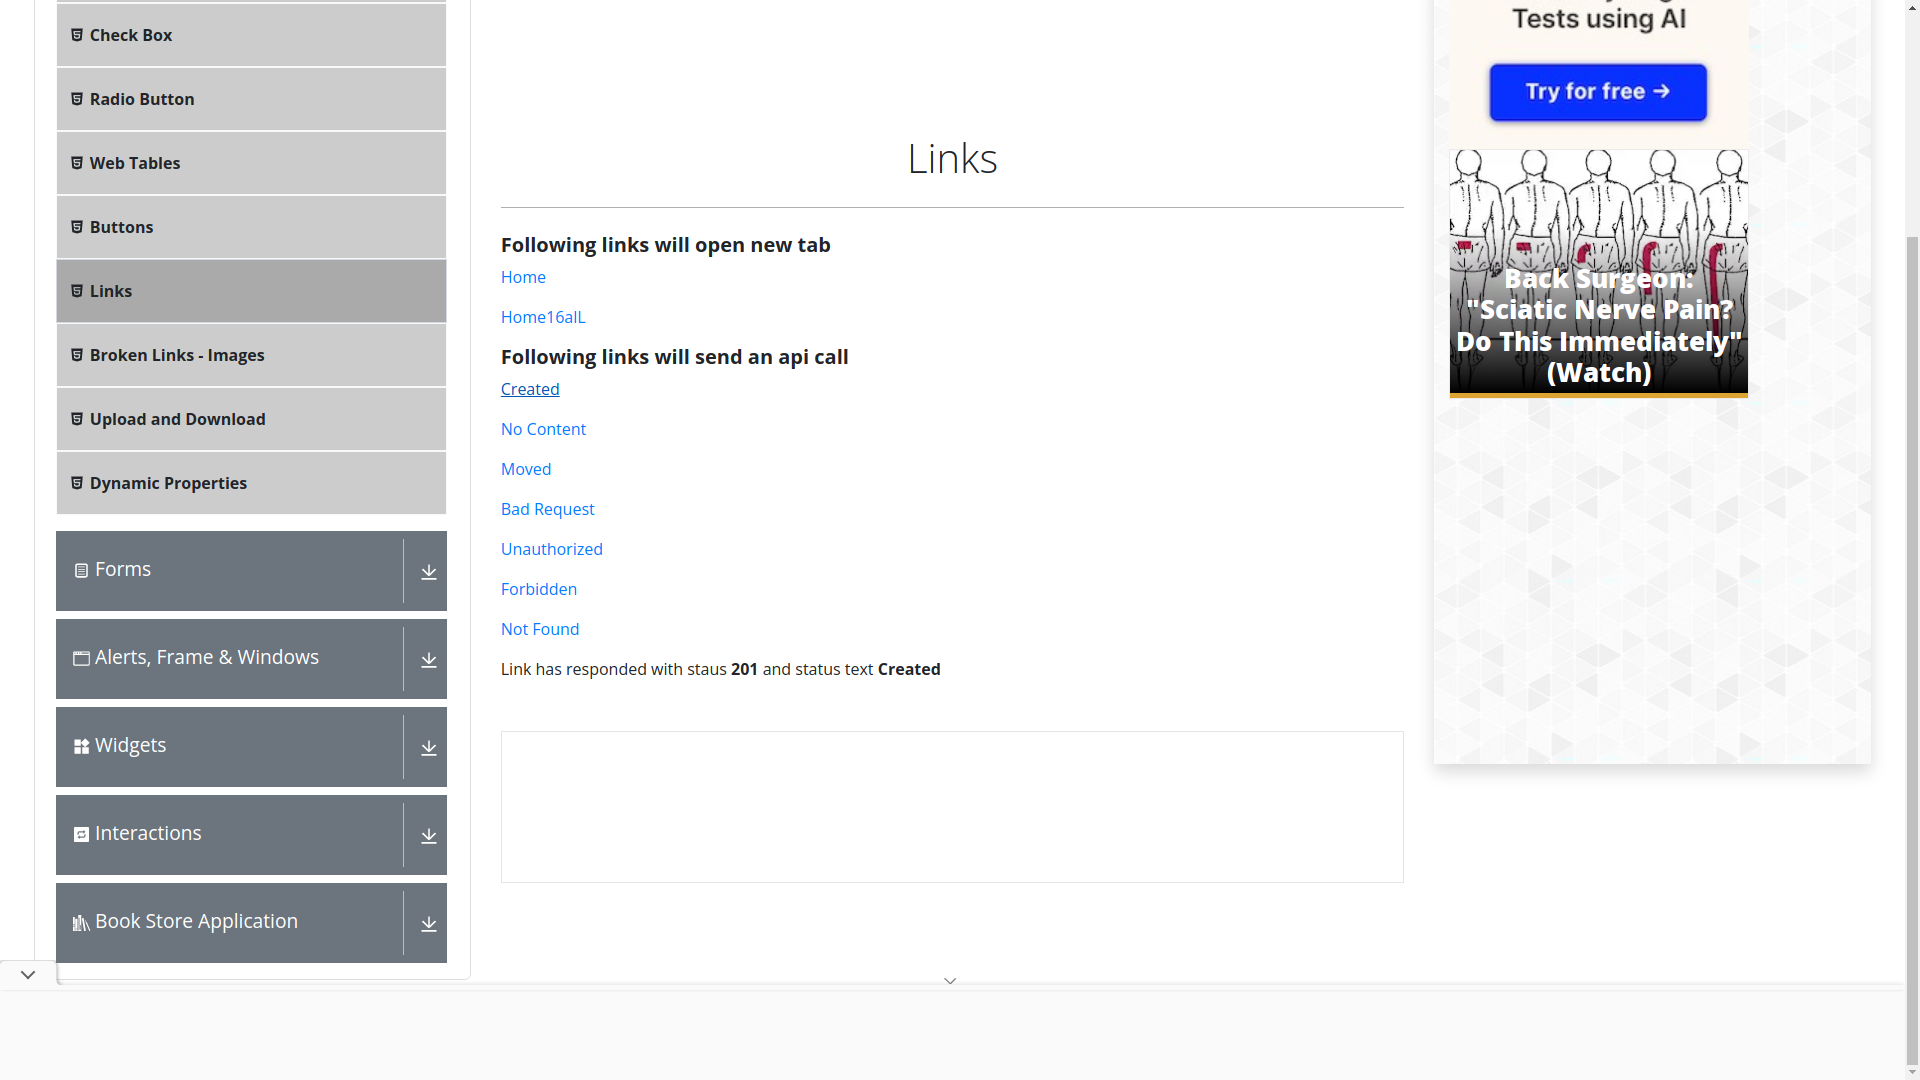 Check Box
Radio Button
Web Tables
Buttons
Links
Broken Links - Images
Upload and Download
Dynamic Properties
Forms
Alerts, Frame & Windows
Widgets
Interactions
Book Store Application
Links
Following links will open new tab
Home
Home16alL
Following links will send an api call
Created
No Content
Moved
Bad Request
Unauthorized
Forbidden
Not Found
Link has responded with staus 201 and status text Created
Tests using AI
Try for free →
Back Surgeon:
"Sciatic Nerve Pain?
Do This Immediately"
(Watch)